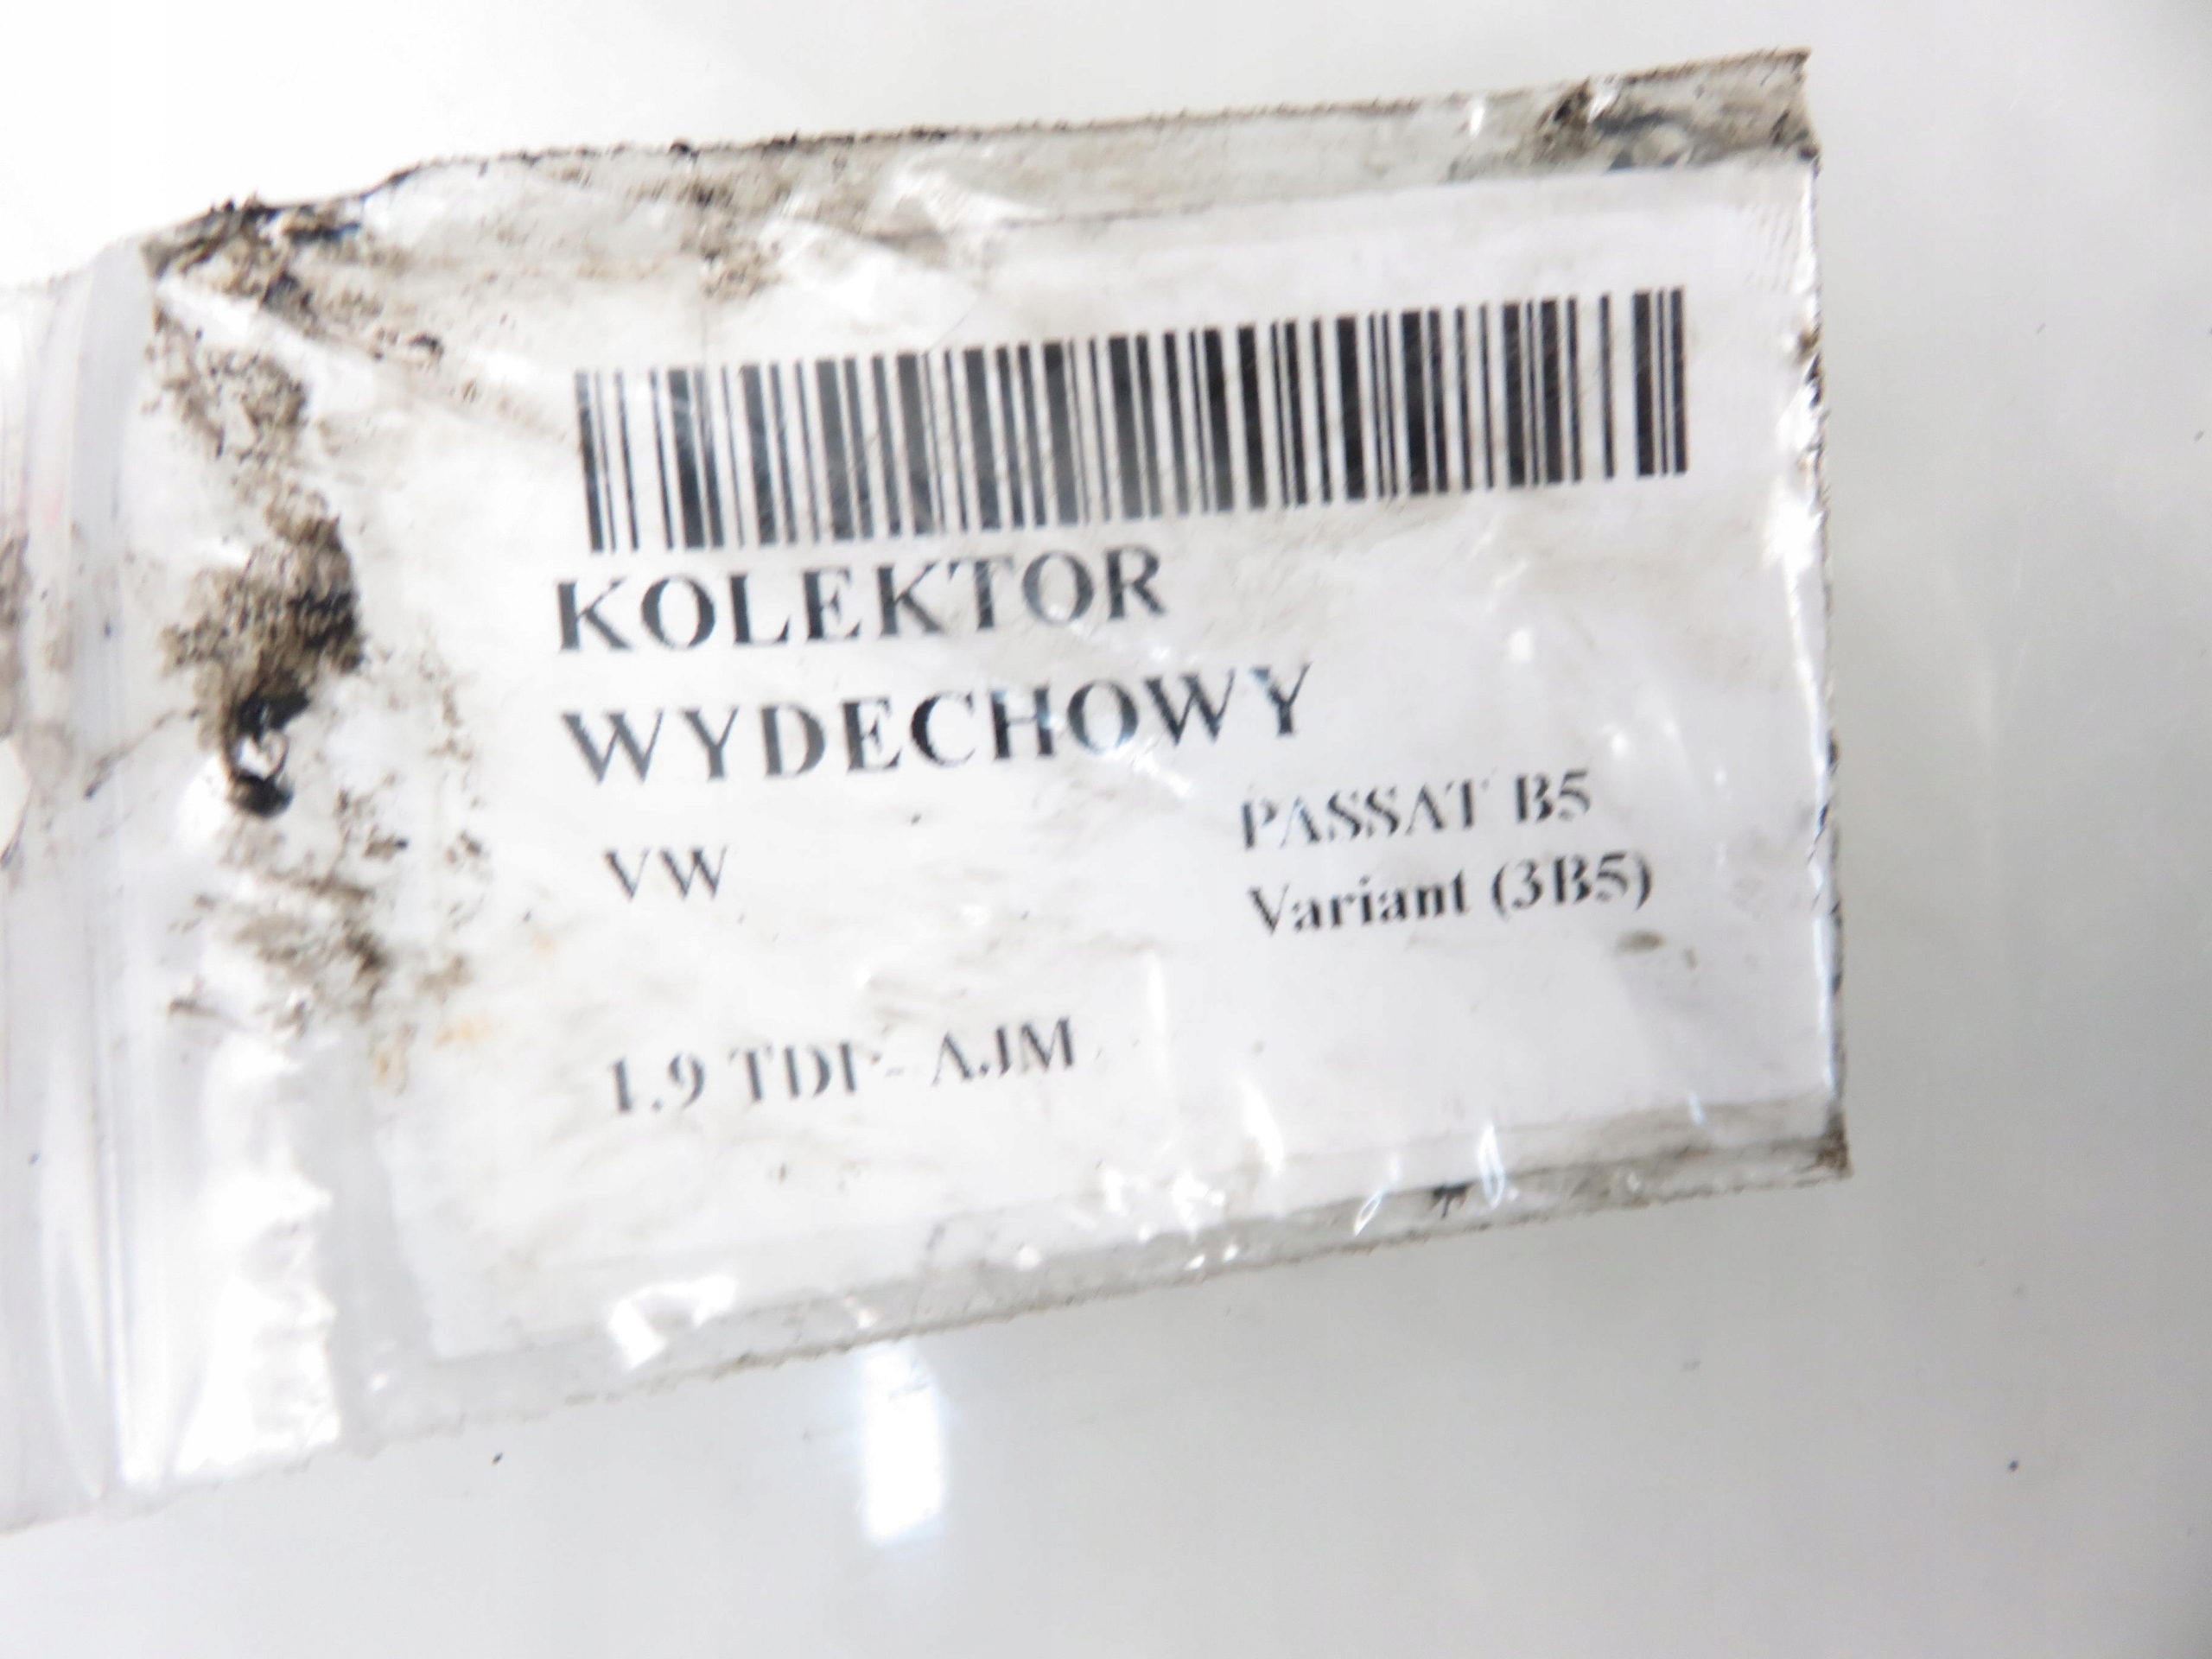 KOLEKTOR
WYDECHOWY
VW
PASSAT B5
Variant (3B5)
1.9 TDI - AJM